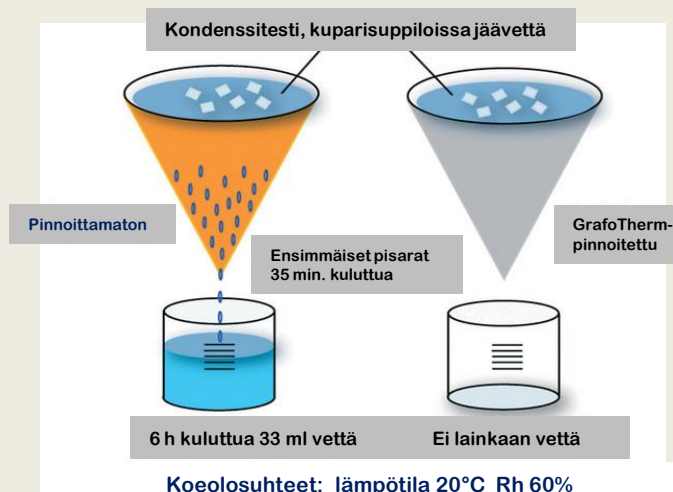 Kondenssitesti, kuparisuppiloissa jäävettä
Pinnoittamaton
Ensimmäiset pisarat
35 min. kuluttua
GrafoTherm-
pinnoitettu
6 h kuluttua 33 ml vettä
Ei lainkaan vettä
Koeolosuhteet: lämpötila 20°C Rh 60%